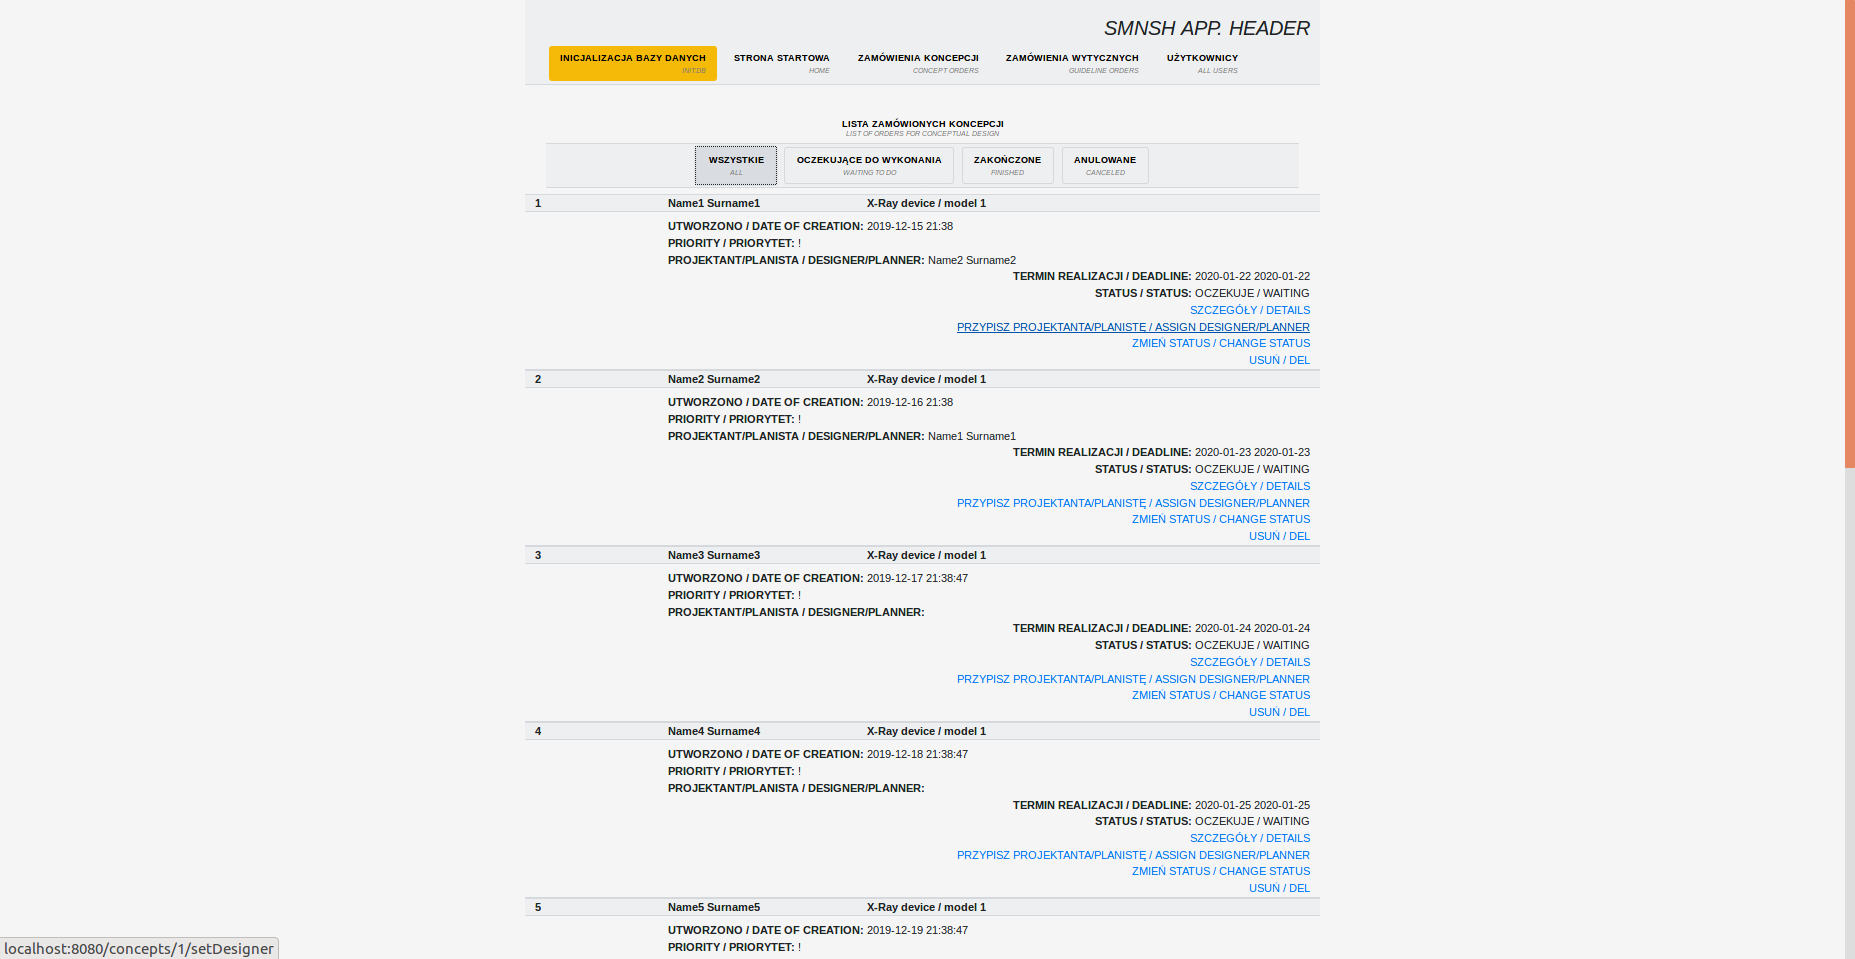 SMNSH APP. HEADER
INICJALIZACJA BAZY DANYCH STRONA STARTOWA ZAMÓWIENIA KONCEPCJI ZAMÓWIENIA WYTYCZNYCH UŻYTKOWNICY
INIT.DB HOME CONCEPT ORDERS GUIDELINE ORDERS ALL USERS
LISTA ZAMÓWIONYCH KONCEPCJI
LIST OF ORDERS FOR CONCEPTUAL DESIGN
WSZYSTKIE OCZEKUJĄCE DO WYKONANIA ZAKOŃCZONE ANULOWANE
ALL WAITING TO DO FINISHED CANCELED
1 Name1 Surname1 X-Ray device / model 1
UTWORZONO / DATE OF CREATION: 2019-12-15 21:38
PRIORITY / PRIORYTET: !
PROJEKTANT/PLANISTA / DESIGNER/PLANNER: Name2 Surname2
TERMIN REALIZACJI / DEADLINE: 2020-01-22 2020-01-22
STATUS / STATUS: OCZEKUJE / WAITING
SZCZEGÓŁY / DETAILS
PRZYPISZ PROJEKTANTA/PLANISTĘ / ASSIGN DESIGNER/PLANNER
ZMIEŃ STATUS / CHANGE STATUS
USUŃ / DEL
2 Name2 Surname2 X-Ray device / model 1
UTWORZONO / DATE OF CREATION: 2019-12-16 21:38
PRIORITY / PRIORYTET: !
PROJEKTANT/PLANISTA / DESIGNER/PLANNER: Name1 Surname1
TERMIN REALIZACJI / DEADLINE: 2020-01-23 2020-01-23
STATUS / STATUS: OCZEKUJE / WAITING
SZCZEGÓŁY / DETAILS
PRZYPISZ PROJEKTANTA/PLANISTĘ / ASSIGN DESIGNER/PLANNER
ZMIEŃ STATUS / CHANGE STATUS
USUŃ / DEL
3 Name3 Surname3 X-Ray device / model 1
UTWORZONO / DATE OF CREATION: 2019-12-17 21:38:47
PRIORITY / PRIORYTET: !
PROJEKTANT/PLANISTA / DESIGNER/PLANNER:
TERMIN REALIZACJI / DEADLINE: 2020-01-24 2020-01-24
STATUS / STATUS: OCZEKUJE / WAITING
SZCZEGÓŁY / DETAILS
PRZYPISZ PROJEKTANTA/PLANISTĘ / ASSIGN DESIGNER/PLANNER
ZMIEŃ STATUS / CHANGE STATUS
USUŃ / DEL
4 Name4 Surname4 X-Ray device / model 1
UTWORZONO / DATE OF CREATION: 2019-12-18 21:38:47
PRIORITY / PRIORYTET: !
PROJEKTANT/PLANISTA / DESIGNER/PLANNER:
TERMIN REALIZACJI / DEADLINE: 2020-01-25 2020-01-25
STATUS / STATUS: OCZEKUJE / WAITING
SZCZEGÓŁY / DETAILS
PRZYPISZ PROJEKTANTA/PLANISTĘ / ASSIGN DESIGNER/PLANNER
ZMIEŃ STATUS / CHANGE STATUS
USUŃ / DEL
5 Name5 Surname5 X-Ray device / model 1
UTWORZONO / DATE OF CREATION: 2019-12-19 21:38:47
PRIORITY / PRIORYTET: !
localhost:8080/concepts/1/setDesigner